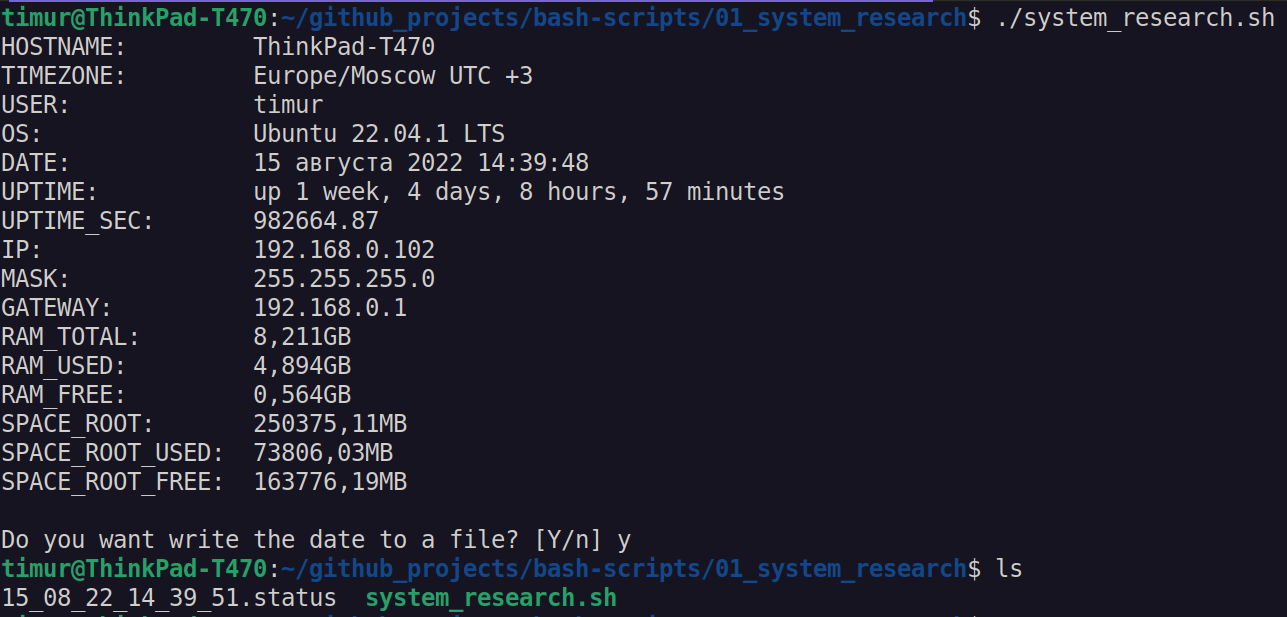 timur@ThinkPad-T470:~/github_projects/bash-scripts/01_system_research$ ./system_research.sh
HOSTNAME: ThinkPad-T470
TIMEZONE: Europe/Moscow UTC +3
USER: timur
OS: Ubuntu 22.04.1 LTS
DATE: 15 августа 2022 14:39:48
UPTIME: up 1 week, 4 days, 8 hours, 57 minutes
UPTIME_SEC: 982664.87
IP: 192.168.0.102
MASK: 255.255.255.0
GATEWAY: 192.168.0.1
RAM_TOTAL: 8,211GB
RAM_USED: 4,894GB
RAM_FREE: 0,564GB
SPACE_ROOT: 250375,11MB
SPACE_ROOT_USED: 73806,03MB
SPACE_ROOT_FREE: 163776,19MB
Do you want write the date to a file? [Y/n] y
timur@ThinkPad-T470:~/github_projects/bash-scripts/01_system_research$ ls
15_08_22_14_39_51.status system_research.sh